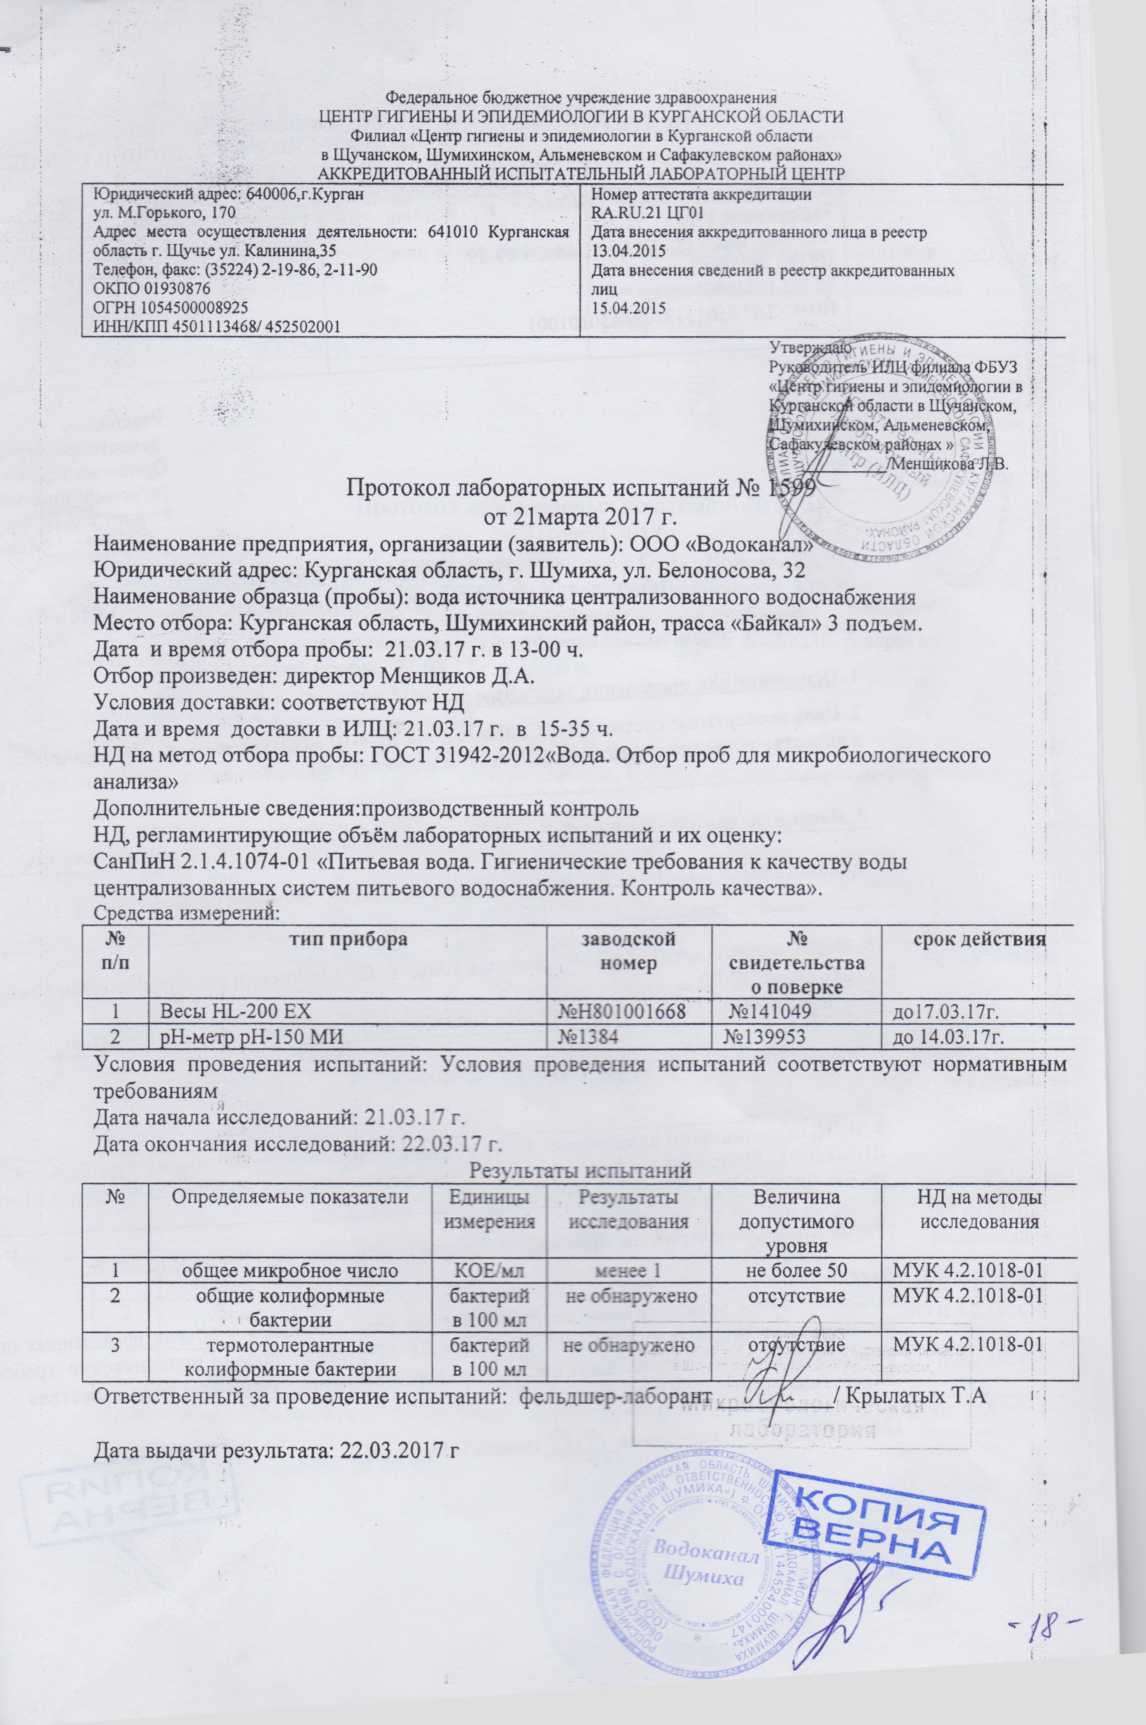 Федеральное бюджетное учреждение здравоохранения
ЦЕНТР ГИГИЕНЫ И ЭПИДЕМИОЛОГИИ В КУРГАНСКОЙ ОБЛАСТИ
Филиал «Центр гигиены и эпидемиологии в Курганской области
в Щучанском, Шумихинском, Альменевском и Сафакулевском районах»
АККРЕДИТОВАННЫЙ ИСПЫТАТЕЛЬНЫЙ ЛАБОРАТОРНЫЙ ЦЕНТР
Юридический адрес: 640006,г.Курган
ул. М.Горького, 170
Адрес места осуществления деятельности: 641010 Курганская
область г. Щучье ул. Калинина,35
Телефон, факс: (35224) 2-19-86, 2-11-90
ОКПО 01930876
ОГРН 1054500008925
ИНН/КПП 4501113468/ 452502001
Номер аттестата аккредитации
RA.RU.21 ЦГ01
Дата внесения аккредитованного лица в реестр
13.04.2015
Дата внесения сведений в реестр аккредитованных
лиц
15.04.2015
Утверждаю
Руководитель ИЛЦ филиала ФБУЗ
«Центр гигиены и эпидемиологии в
Курганской области в Щучанском,
Шумихинском, Альменевском,
Сафакулевском районах »
/Менщикова Л.В.
Протокол лабораторных испытаний № 1599
от 21марта 2017 г.
Наименование предприятия, организации (заявитель): ООО «Водоканал»
Юридический адрес: Курганская область, г. Шумиха, ул. Белоносова, 32
Наименование образца (пробы): вода источника централизованного водоснабжения
Место отбора: Курганская область, Шумихинский район, трасса «Байкал» 3 подъем.
Дата и время отбора пробы: 21.03.17 г. в 13-00 ч.
Отбор произведен: директор Менщиков Д.А.
Условия доставки: соответствуют НД
Дата и время доставки в ИЛЦ: 21.03.17 г. в 15-35 ч.
НД на метод отбора пробы: ГОСТ 31942-2012«Вода. Отбор проб для микробиологического
анализа»
Дополнительные сведения:производственный контроль
НД, регламинтирующие объём лабораторных испытаний и их оценку:
СанПиН 2.1.4.1074-01 «Питьевая вода. Гигиенические требования к качеству воды
централизованных систем питьевого водоснабжения. Контроль качества».
Средства измерений:
№ п/п тип прибора заводской номер № свидетельства о поверке срок действия
1 Весы HL-200 EX №H801001668 №141049 до17.03.17г.
2 рН-метр рН-150 МИ №1384 №139953 до 14.03.17г.
Условия проведения испытаний: Условия проведения испытаний соответствуют нормативным
требованиям
Дата начала исследований: 21.03.17 г.
Дата окончания исследований: 22.03.17 г.
Результаты испытаний
№ Определяемые показатели Единицы измерения Результаты исследования Величина допустимого уровня НД на методы исследования
1 общее микробное число КОЕ/мл менее 1 не более 50 МУК 4.2.1018-01
2 общие колиформные бактерии бактерий в 100 мл не обнаружено отсутствие МУК 4.2.1018-01
3 термотолерантные колиформные бактерии бактерий в 100 мл не обнаружено отсутствие МУК 4.2.1018-01
Ответственный за проведение испытаний: фельдшер-лаборант / Крылатых Т.А
лаборатория
Дата выдачи результата: 22.03.2017 г
Водоканал
Шумиха
КОПИЯ
ВЕРНА
- 18 -